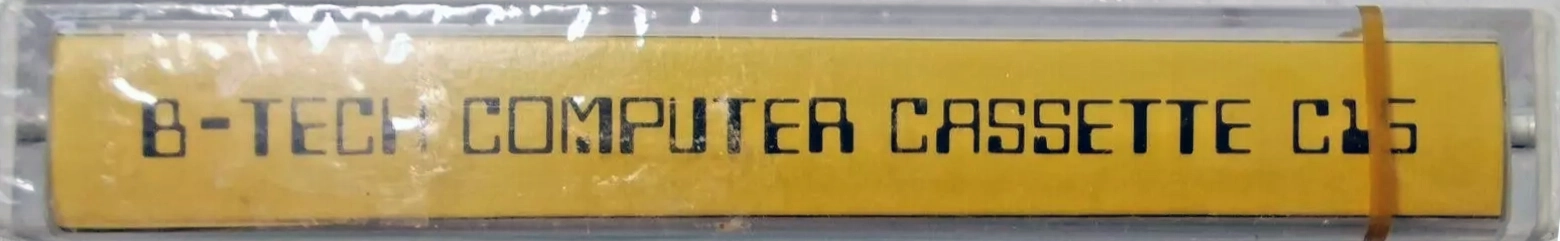 B-TECH COMPUTER CASSETTE C15